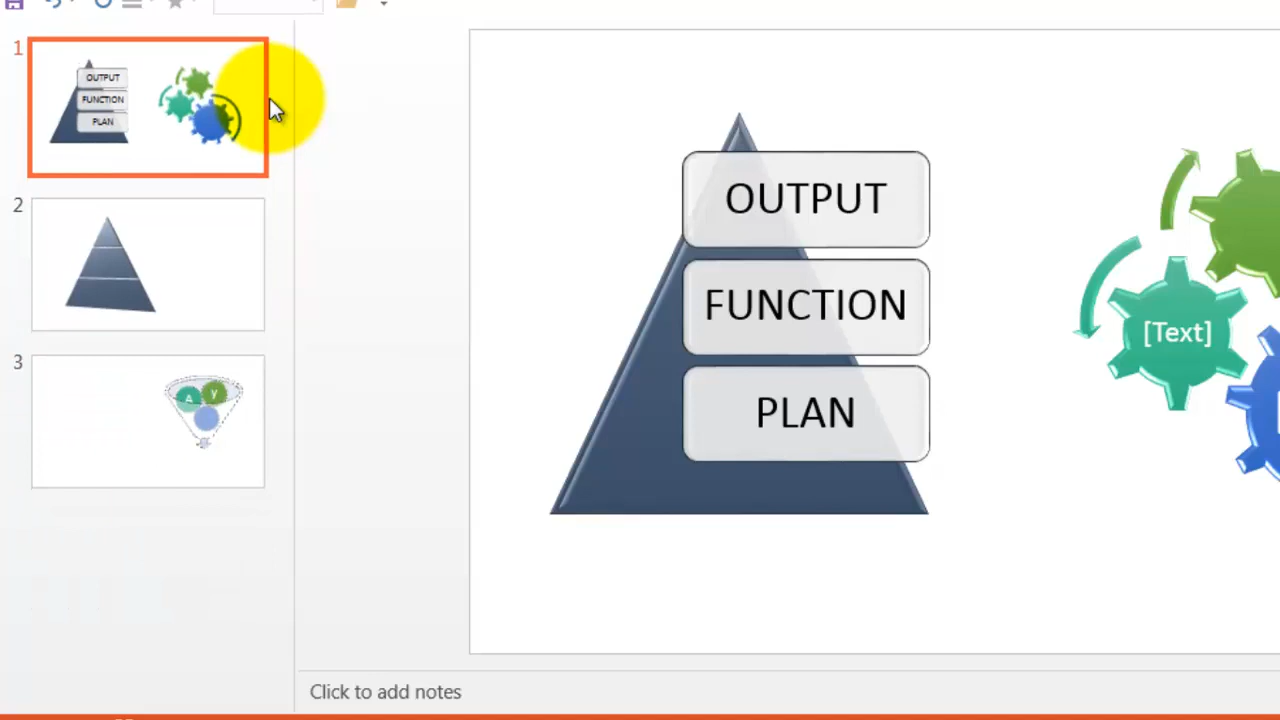 1
OUTPUT
FUNCTION
PLAN
2
3
A
y
OUTPUT
FUNCTION
PLAN
[Text]
Click to add notes